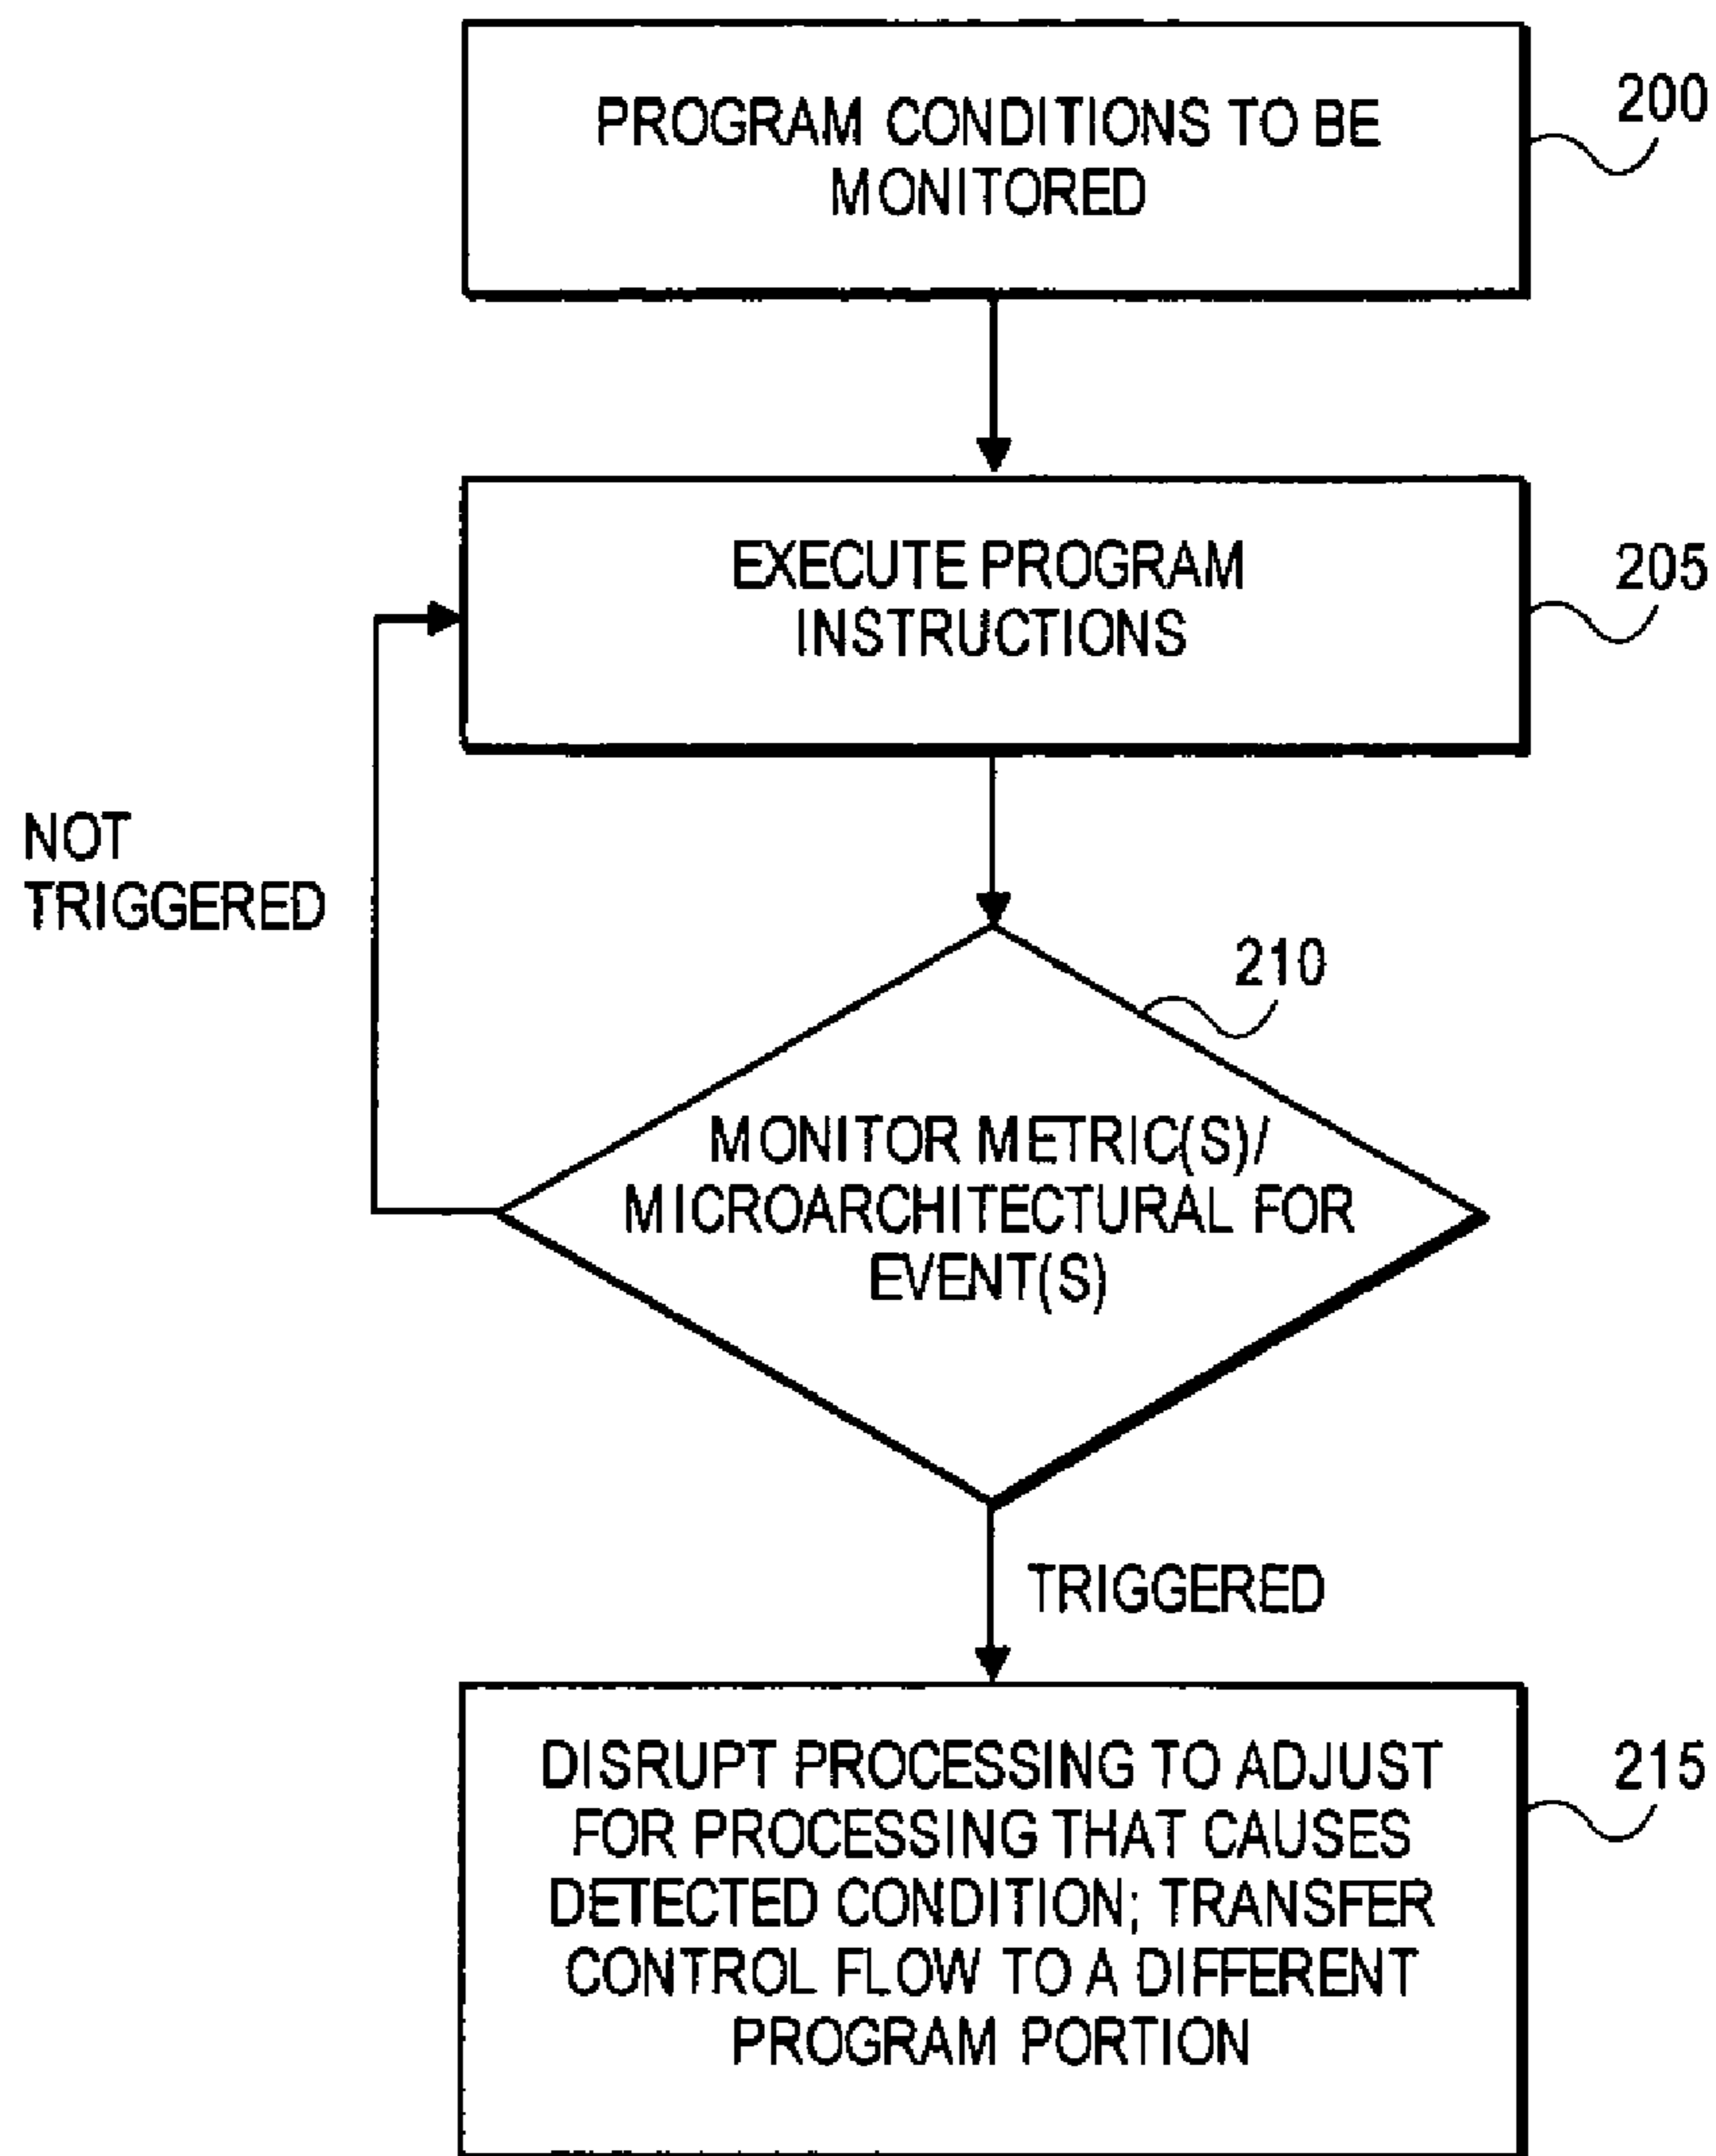 PROGRAM CONDITIONS TO BE
MONITORED
200
EXECUTE PROGRAM
INSTRUCTIONS
205
NOT
TRIGGERED
210
MONITOR METRIC(S)/
MICROARCHITECTURAL FOR
EVENT(S)
TRIGGERED
DISRUPT PROCESSING TO ADJUST
FOR PROCESSING THAT CAUSES
DETECTED CONDITION; TRANSFER
CONTROL FLOW TO A DIFFERENT
PROGRAM PORTION
215